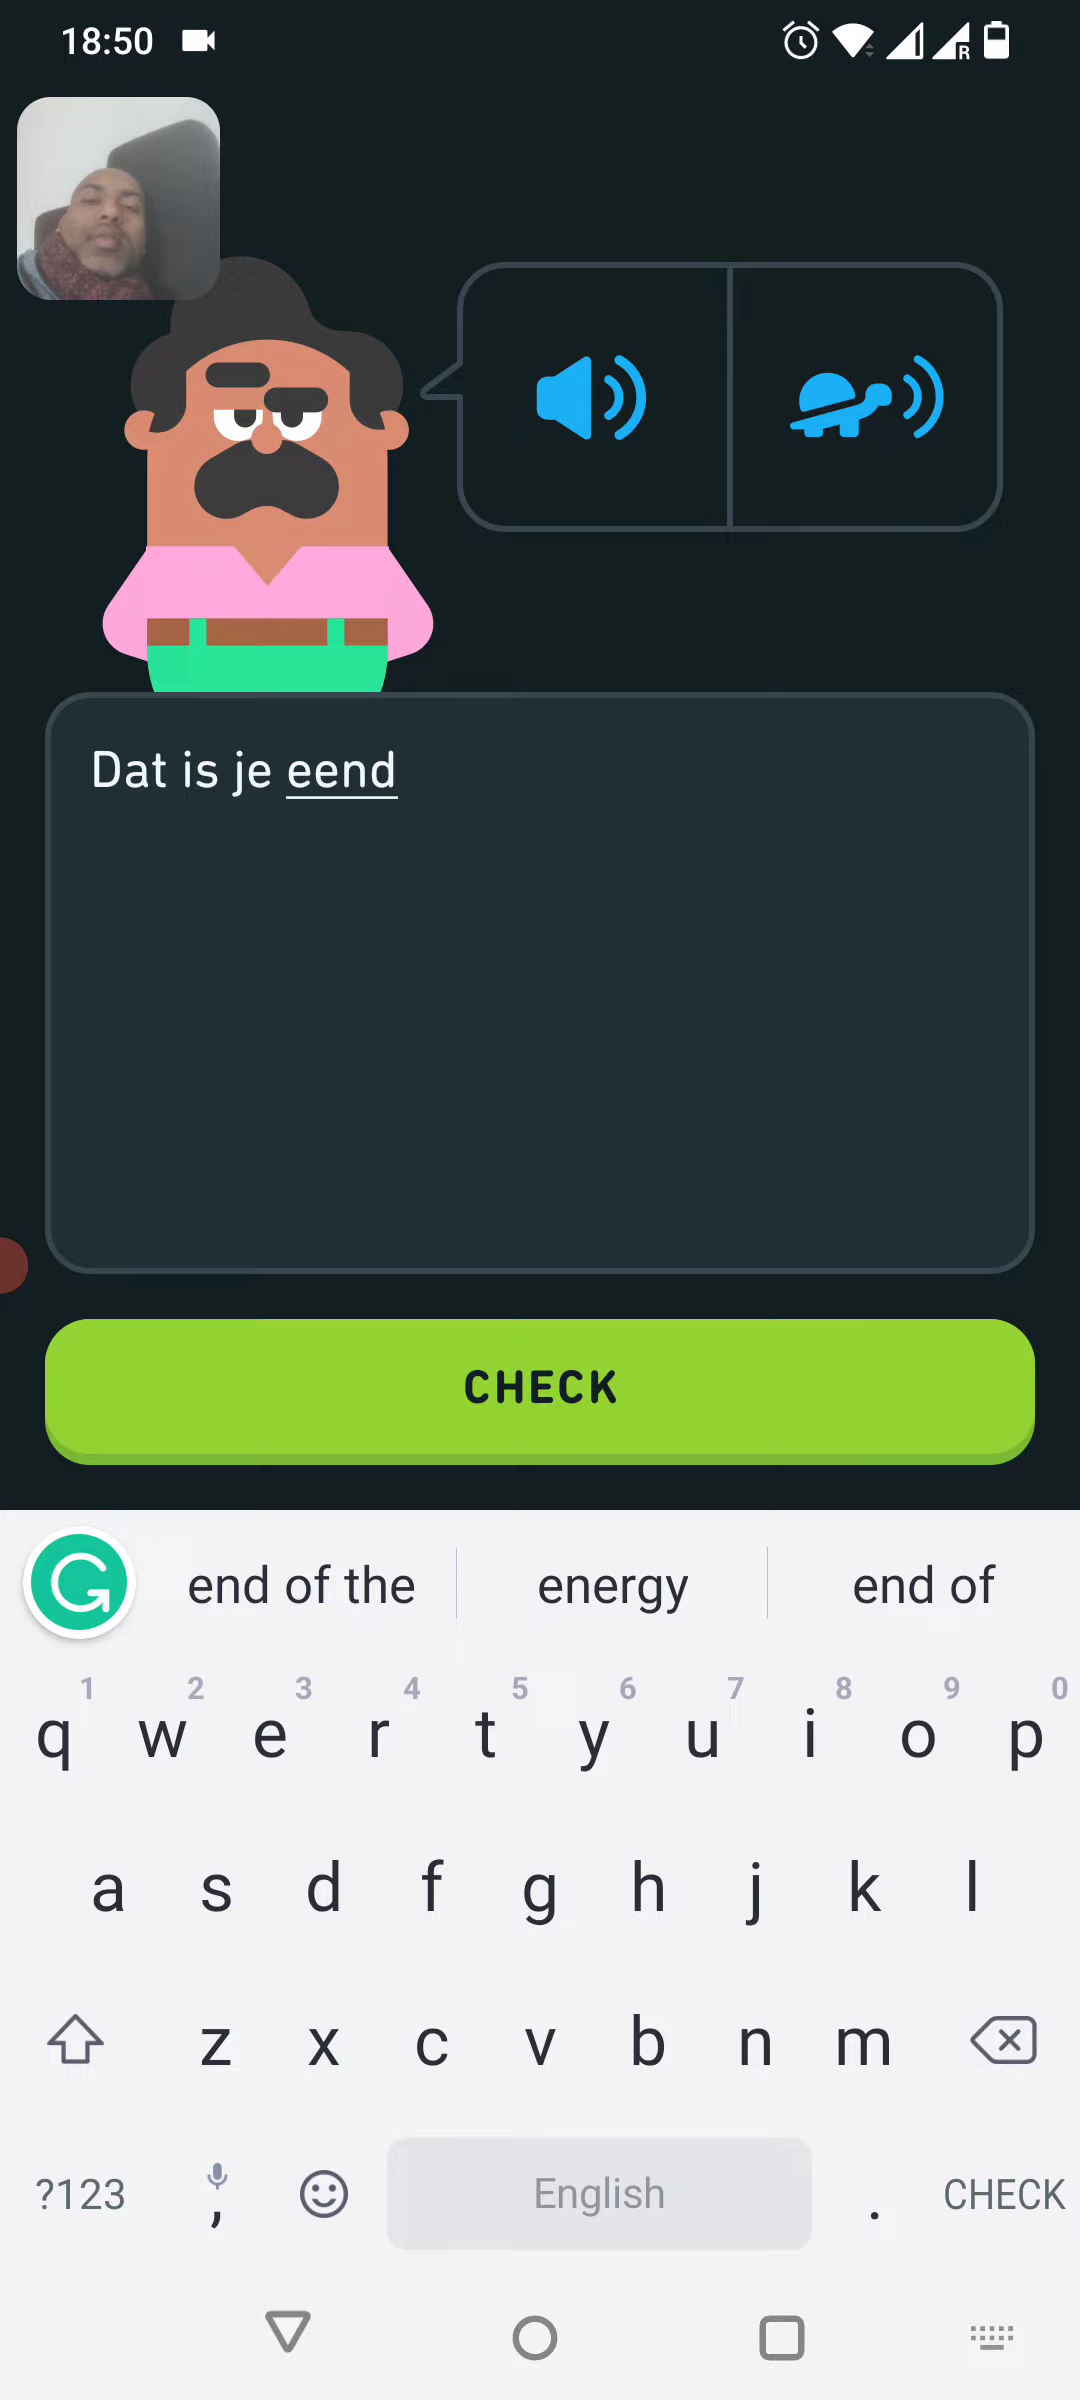 18:50
R
Dat is je eend
CHECK
end of the energy end of
1 2 3 4 5 6 7 8 9 0
q w e r t y u i o p
a s d f g h j k l
z x c v b n m
?123 , English . CHECK